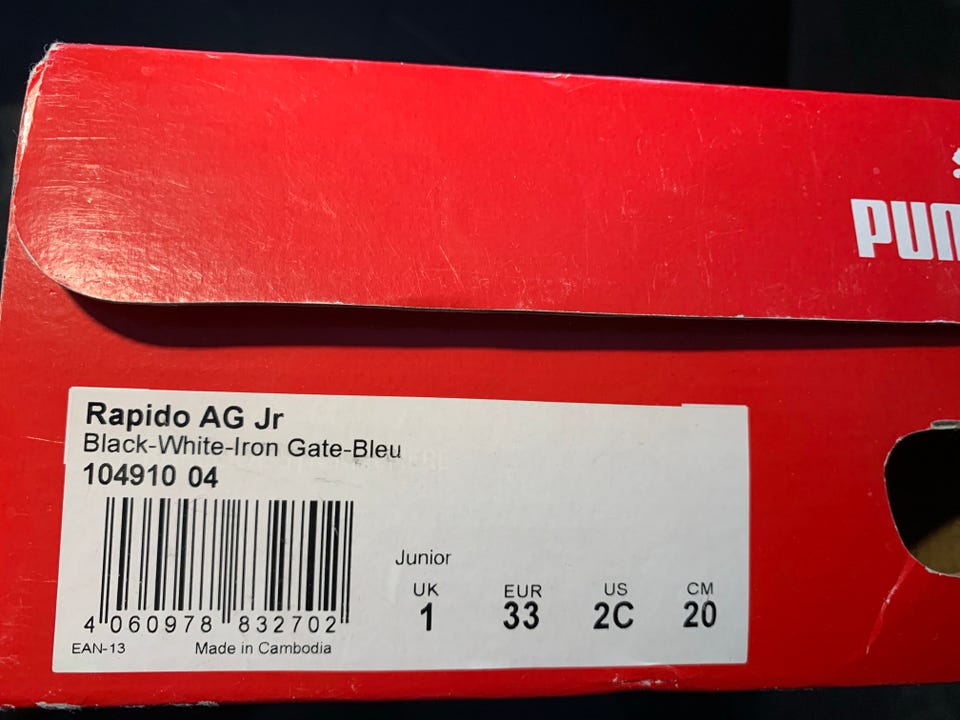 PUM
Rapido AG Jr
Black-White-Iron Gate-Bleu
104910 04
4 060978 832702
EAN-13
Made in Cambodia
Junior
UK EUR US CM
1 33 2C 20